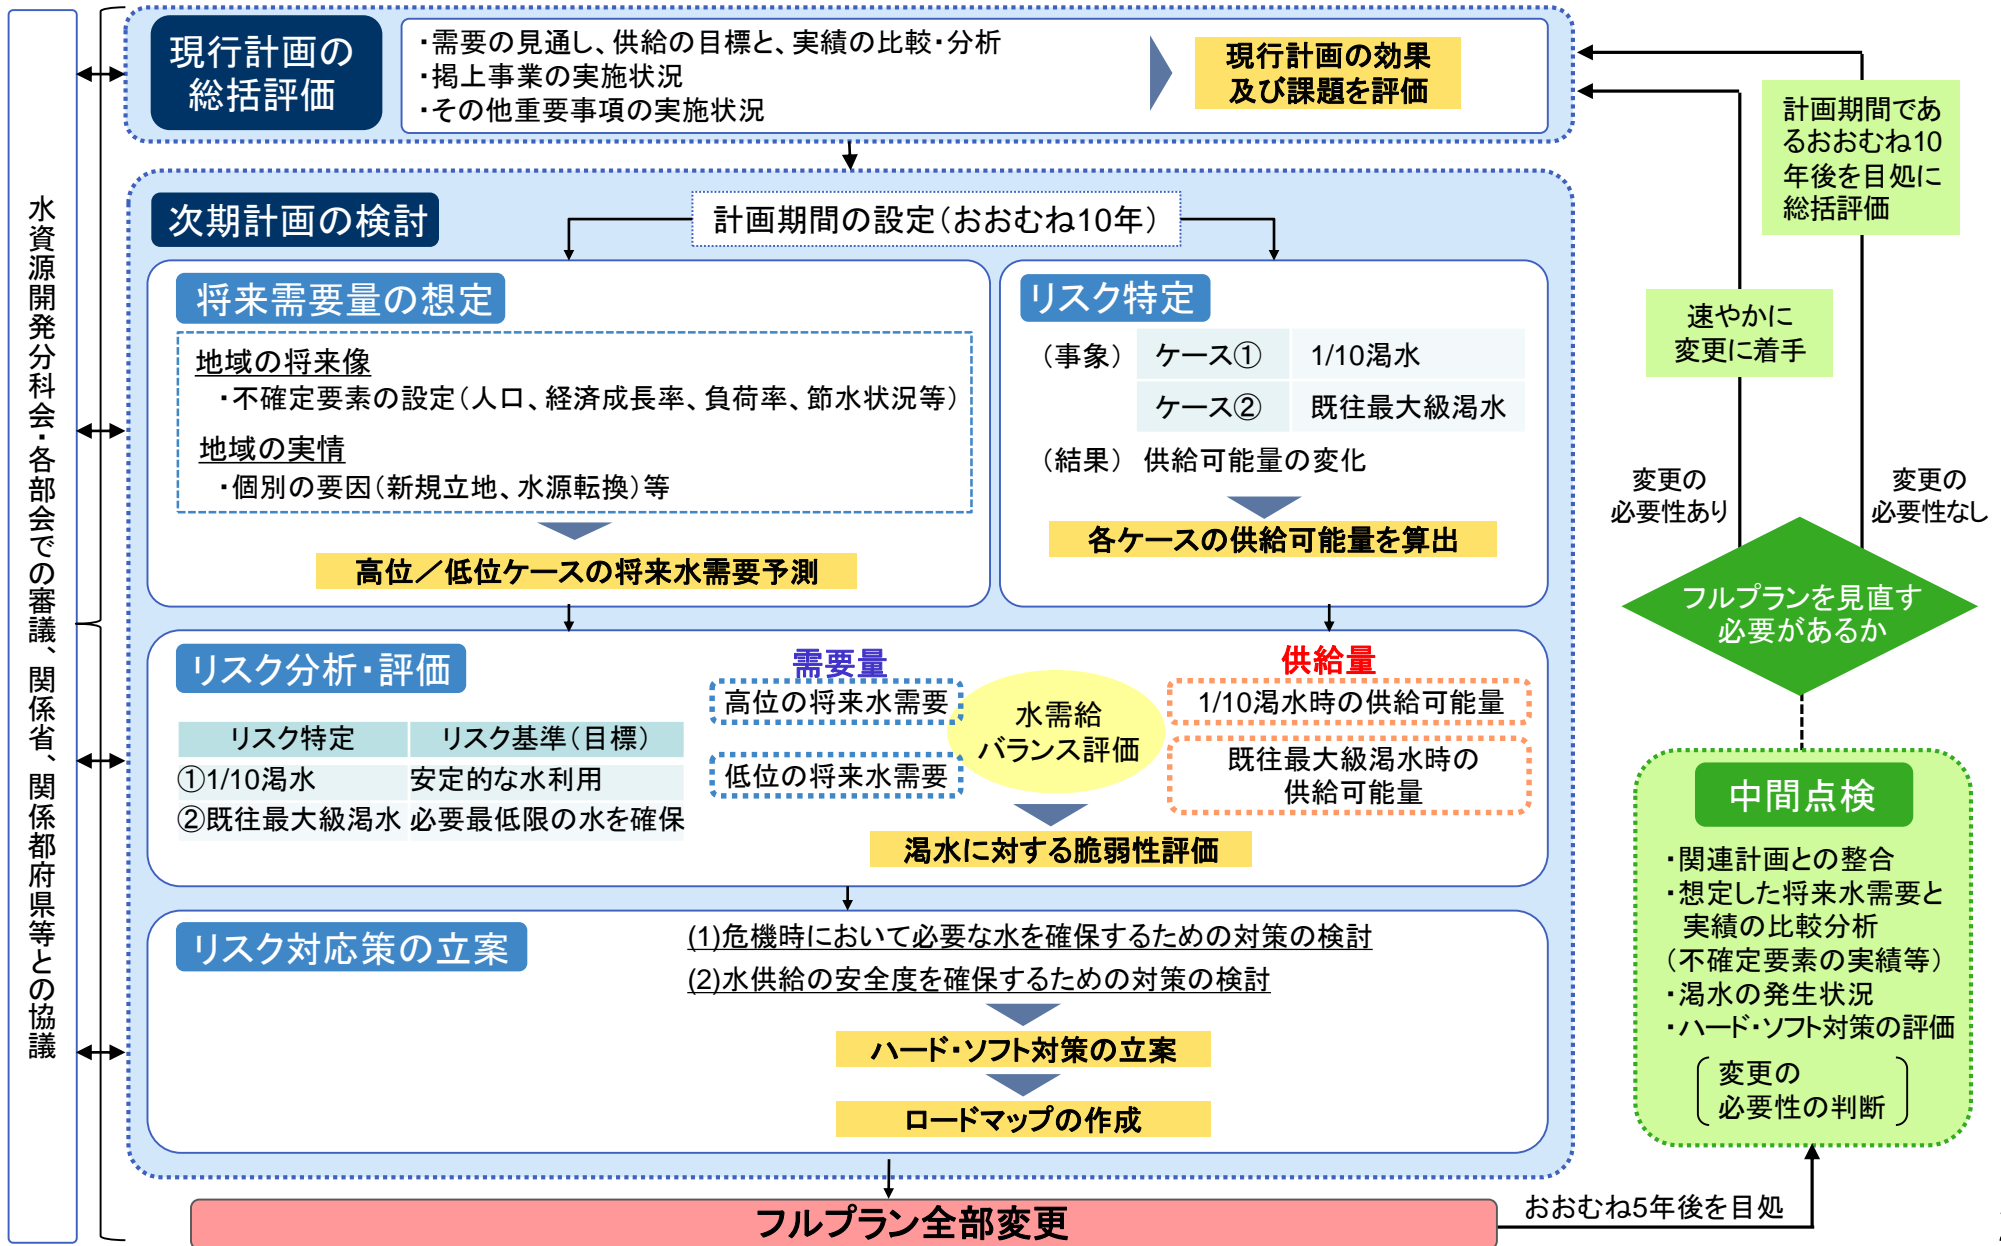 水資源開発分科会・各部会での審議、関係省、関係都府県等との協議
現行計画の
総括評価
・需要の見通し、供給の目標と、実績の比較・分析
・掲上事業の実施状況
・その他重要事項の実施状況
現行計画の効果
及び課題を評価
次期計画の検討
計画期間の設定（おおむね10年）
将来需要量の想定
地域の将来像
・不確定要素の設定（人口、経済成長率、負荷率、節水状況等）
地域の実情
・個別の要因（新規立地、水源転換）等
高位／低位ケースの将来水需要予測
リスク特定
（事象） ケース① 1/10渇水
ケース② 既往最大級渇水
（結果） 供給可能量の変化
各ケースの供給可能量を算出
リスク分析・評価
リスク特定 リスク基準（目標）
①1/10渇水 安定的な水利用
②既往最大級渇水 必要最低限の水を確保
需要量
高位の将来水需要
低位の将来水需要
水需給
バランス評価
供給量
1/10渇水時の供給可能量
既往最大級渇水時の
供給可能量
渇水に対する脆弱性評価
リスク対応策の立案
(1)危機時において必要な水を確保するための対策の検討
(2)水供給の安全度を確保するための対策の検討
ハード・ソフト対策の立案
ロードマップの作成
フルプラン全部変更
おおむね5年後を目処
中間点検
・関連計画との整合
・想定した将来水需要と
実績の比較分析
（不確定要素の実績等）
・渇水の発生状況
・ハード・ソフト対策の評価
変更の
必要性の判断
フルプランを見直す
必要があるか
変更の
必要性あり
変更の
必要性なし
速やかに
変更に着手
計画期間であ
るおおむね10
年後を目処に
総括評価